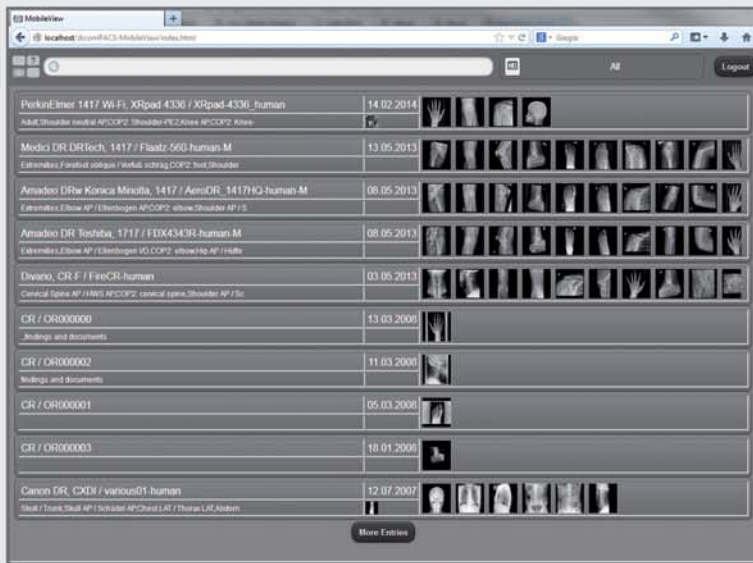 MobileView
localhost/dicomPACS-MobileView/index.html
Google
All
Logout
PerkinElmer 1417 Wi-Fi, XRpad 4336 / XRpad-4336_human
14.02.2014
Adult,Shoulder neutral AP,COP2: Shoulder-PE2,Knee AP,COP2: Knee-
Medici DR DRTech, 1417 / Flaatz-560-human-M
13.05.2013
Extremities,Forefoot oblique / Vorfuß schräg,COP2: foot,Shoulder
Amadeo DRw Konica Minolta, 1417 / AeroDR_1417HQ-human-M
08.05.2013
Extremities,Elbow AP / Ellenbogen AP,COP2: elbow,Shoulder AP / S
Amadeo DR Toshiba, 1717 / FDX4343R-human-M
08.05.2013
Extremities,Elbow AP / Ellenbogen VD,COP2: elbow,Hip AP / Hüfte
Divario, CR-F / FireCR-human
03.05.2013
Cervical Spine AP / HWS AP,COP2: cervical spine,Shoulder AP / Sc
CR / OR000000
13.03.2008
,findings and documents
CR / OR000002
11.03.2008
findings and documents
CR / OR000001
05.03.2008
CR / OR000003
18.01.2008
Canon DR, CXDI / various01-human
12.07.2007
Skull / Trunk,Skull AP / Schädel AP,Chest LAT / Thorax LAT,Abdom
More Entries